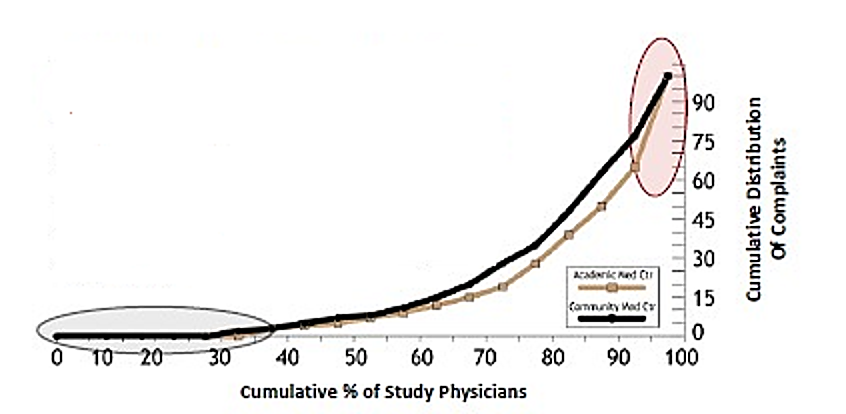 90
75
60
45
30
15
0
Cumulative Distribution
Of Complaints
Academic Med Ctr
Community Med Ctr
0 10 20 30 40 50 60 70 80 90 100
Cumulative % of Study Physicians